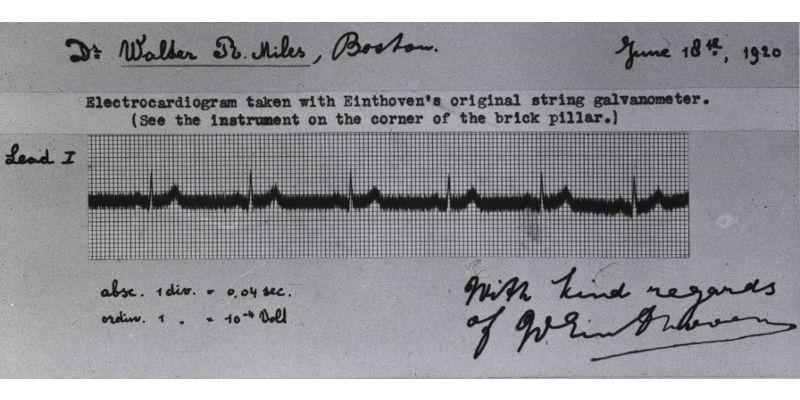 Dr Walter R. Miles, Boston.
June 18th, 1920
Electrocardiogram taken with Einthoven's original string galvanometer.
(See the instrument on the corner of the brick pillar.)
Lead I
absc. 1 div. = 0,04 sec.
ordin. 1 „ = 10-4 Volt
With kind regards
of W Einthoven